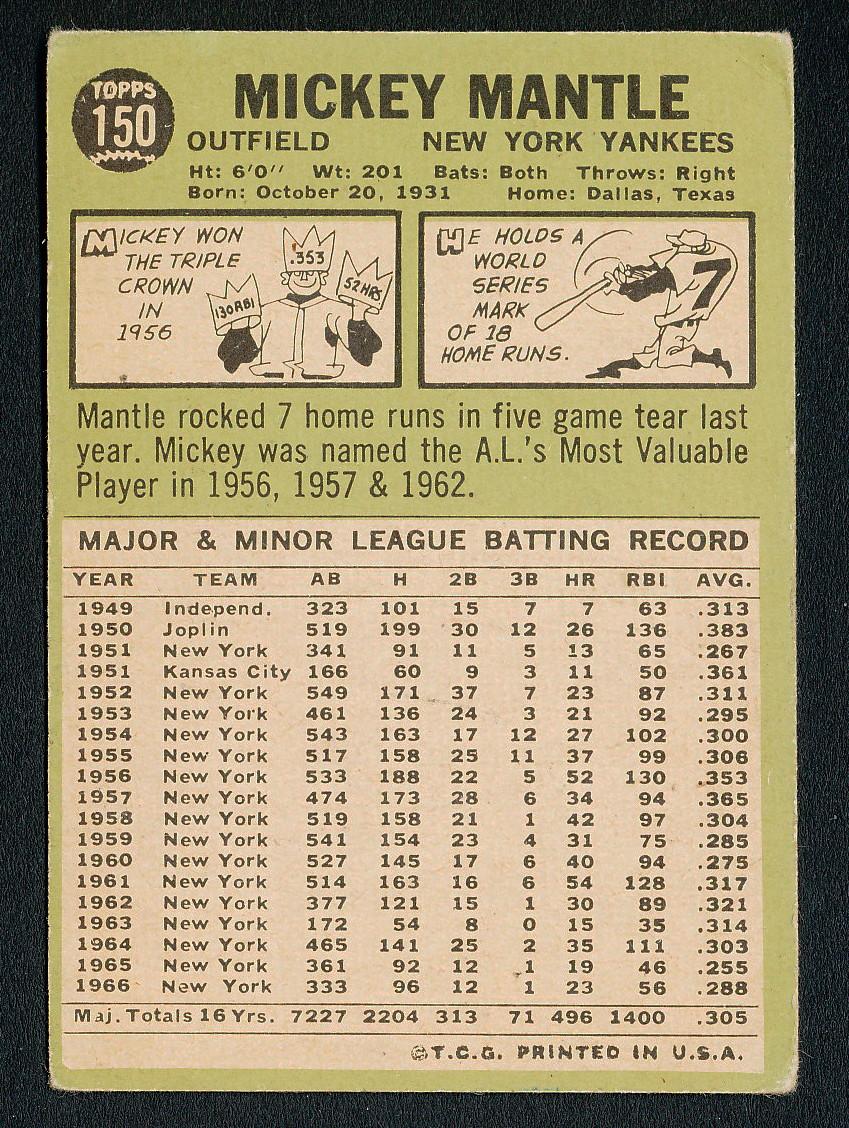 TOPPS
150
MICKEY MANTLE
OUTFIELD NEW YORK YANKEES
Ht: 6'0'' Wt: 201 Bats: Both Throws: Right
Born: October 20, 1931 Home: Dallas, Texas
MICKEY WON
THE TRIPLE
CROWN
IN
1956
.353
130 RBI
52 HRS
HE HOLDS A
WORLD
SERIES
MARK
OF 18
HOME RUNS.
7
Mantle rocked 7 home runs in five game tear last
year. Mickey was named the A.L.'s Most Valuable
Player in 1956, 1957 & 1962.
MAJOR & MINOR LEAGUE BATTING RECORD
YEAR TEAM AB H 2B 3B HR RBI AVG.
1949 Independ. 323 101 15 7 7 63 .313
1950 Joplin 519 199 30 12 26 136 .383
1951 New York 341 91 11 5 13 65 .267
1951 Kansas City 166 60 9 3 11 50 .361
1952 New York 549 171 37 7 23 87 .311
1953 New York 461 136 24 3 21 92 .295
1954 New York 543 163 17 12 27 102 .300
1955 New York 517 158 25 11 37 99 .306
1956 New York 533 188 22 5 52 130 .353
1957 New York 474 173 28 6 34 94 .365
1958 New York 519 158 21 1 42 97 .304
1959 New York 541 154 23 4 31 75 .285
1960 New York 527 145 17 6 40 94 .275
1961 New York 514 163 16 6 54 128 .317
1962 New York 377 121 15 1 30 89 .321
1963 New York 172 54 8 0 15 35 .314
1964 New York 465 141 25 2 35 111 .303
1965 New York 361 92 12 1 19 46 .255
1966 New York 333 96 12 1 23 56 .288
Maj. Totals 16 Yrs. 7227 2204 313 71 496 1400 .305
©T.C.G. PRINTED IN U.S.A.